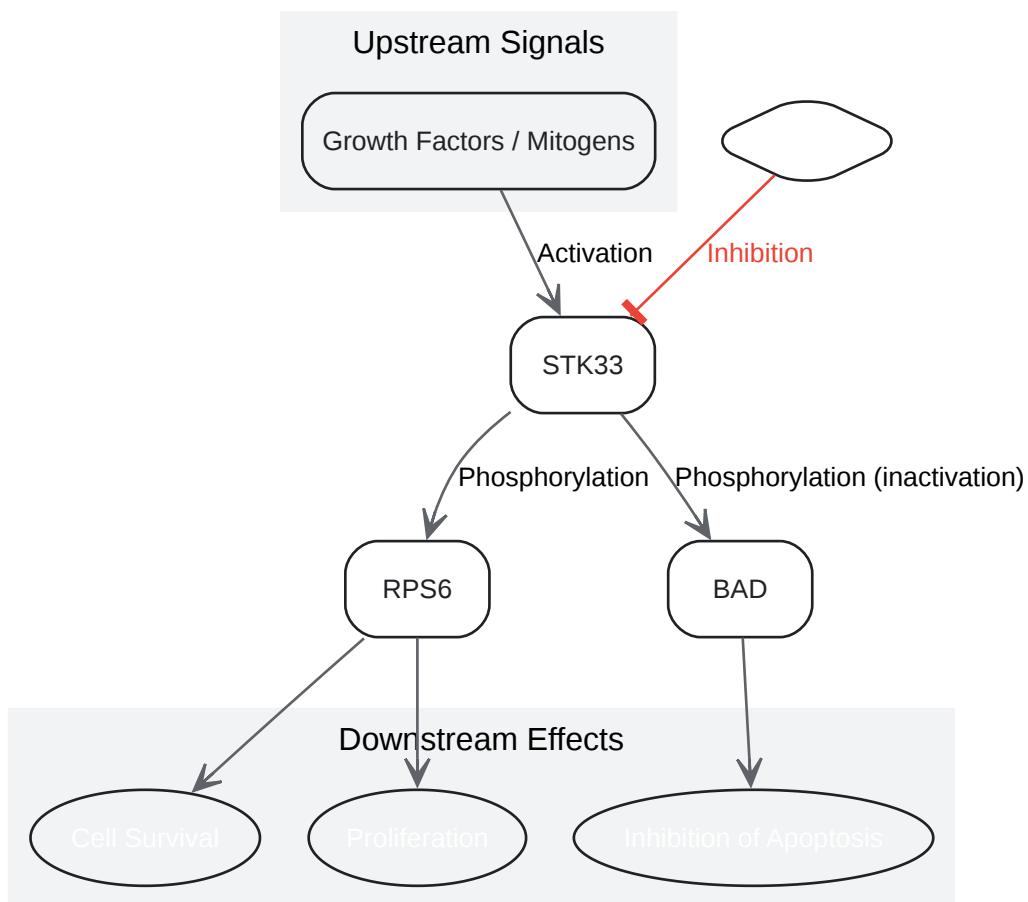 Upstream Signals
Growth Factors / Mitogens
Activation
Inhibition
STK33
Phosphorylation
Phosphorylation (inactivation)
RPS6
BAD
Downstream Effects
Cell Survival
Proliferation
Inhibition of Apoptosis